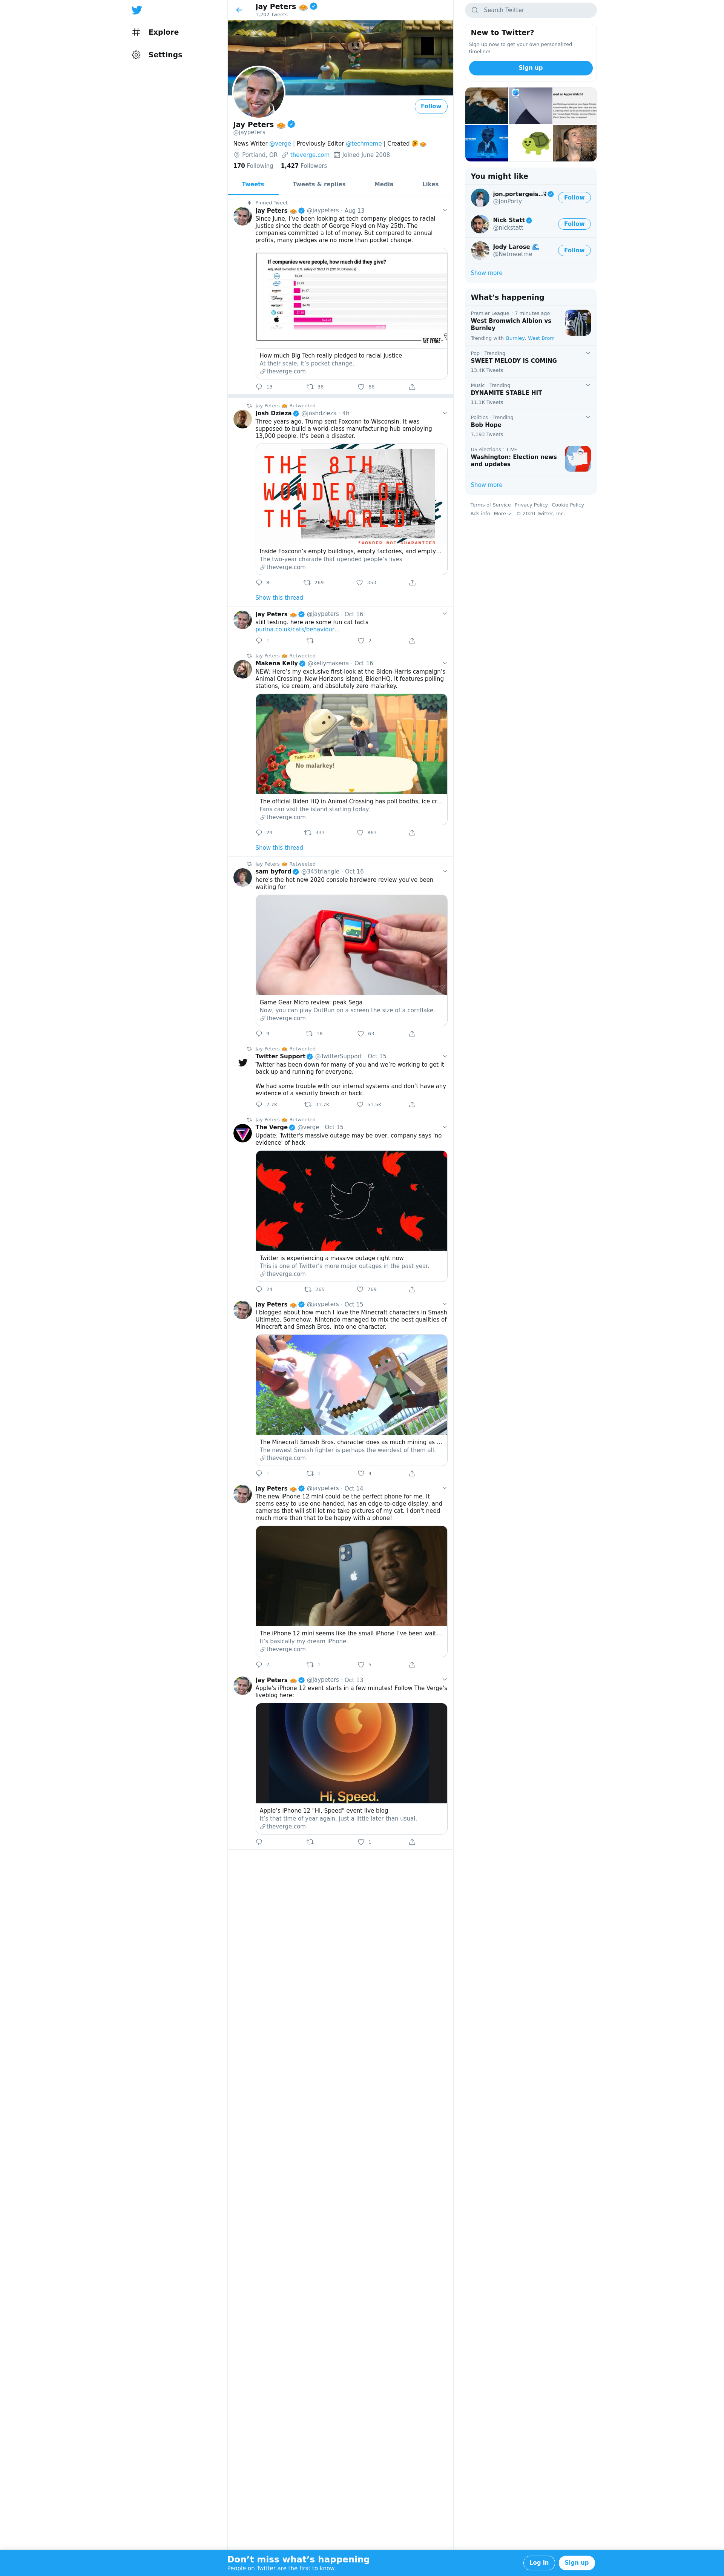 Explore
Settings
Jay Peters
1,202 Tweets
Follow
Jay Peters
@jaypeters
News Writer @verge | Previously Editor @techmeme | Created
Portland, OR theverge.com Joined June 2008
170 Following 1,427 Followers
Tweets Tweets & replies Media Likes
Pinned Tweet
Jay Peters @jaypeters · Aug 13
Since June, I've been looking at tech company pledges to racial
justice since the death of George Floyd on May 25th. The
companies committed a lot of money. But compared to annual
profits, many pledges are no more than pocket change.
If companies were people, how much did they give?
THE VERGE
How much Big Tech really pledged to racial justice
At their scale, it's pocket change.
theverge.com
13 36 68
Jay Peters Retweeted
Josh Dzieza @joshdzieza · 4h
Three years ago, Trump sent Foxconn to Wisconsin. It was
supposed to build a world-class manufacturing hub employing
13,000 people. It's been a disaster.
THE 8TH
WONDER OF
THE WORLD*
*WONDER NOT GUARANTEED
Inside Foxconn's empty buildings, empty factories, and empty…
The two-year charade that upended people's lives
theverge.com
8 269 353
Show this thread
Jay Peters @jaypeters · Oct 16
still testing. here are some fun cat facts
purina.co.uk/cats/behaviour…
1 2
Jay Peters Retweeted
Makena Kelly @kellymakena · Oct 16
NEW: Here's my exclusive first-look at the Biden-Harris campaign's
Animal Crossing: New Horizons island, BidenHQ. It features polling
stations, ice cream, and absolutely zero malarkey.
Team Joe
No malarkey!
The official Biden HQ in Animal Crossing has poll booths, ice cr…
Fans can visit the island starting today.
theverge.com
29 333 863
Show this thread
Jay Peters Retweeted
sam byford @345triangle · Oct 16
here's the hot new 2020 console hardware review you've been
waiting for
Game Gear Micro review: peak Sega
Now, you can play OutRun on a screen the size of a cornflake.
theverge.com
9 18 63
Jay Peters Retweeted
Twitter Support @TwitterSupport · Oct 15
Twitter has been down for many of you and we're working to get it
back up and running for everyone.
We had some trouble with our internal systems and don't have any
evidence of a security breach or hack.
7.7K 31.7K 51.5K
Jay Peters Retweeted
The Verge @verge · Oct 15
Update: Twitter's massive outage may be over, company says 'no
evidence' of hack
Twitter is experiencing a massive outage right now
This is one of Twitter's more major outages in the past year.
theverge.com
24 265 769
Jay Peters @jaypeters · Oct 15
I blogged about how much I love the Minecraft characters in Smash
Ultimate. Somehow, Nintendo managed to mix the best qualities of
Minecraft and Smash Bros. into one character.
The Minecraft Smash Bros. character does as much mining as …
The newest Smash fighter is perhaps the weirdest of them all.
theverge.com
1 1 4
Jay Peters @jaypeters · Oct 14
The new iPhone 12 mini could be the perfect phone for me. It
seems easy to use one-handed, has an edge-to-edge display, and
cameras that will still let me take pictures of my cat. I don't need
much more than that to be happy with a phone!
The iPhone 12 mini seems like the small iPhone I've been wait…
It's basically my dream iPhone.
theverge.com
7 1 5
Jay Peters @jaypeters · Oct 13
Apple's iPhone 12 event starts in a few minutes! Follow The Verge's
liveblog here:
Hi, Speed.
Apple's iPhone 12 "Hi, Speed" event live blog
It's that time of year again, just a little later than usual.
theverge.com
1
Search Twitter
New to Twitter?
Sign up now to get your own personalized
timeline!
Sign up
You might like
jon.portergeis…
@JonPorty
Follow
Nick Statt
@nickstatt
Follow
Jody Larose
@Netmeetme
Follow
Show more
What's happening
Premier League · 7 minutes ago
West Bromwich Albion vs
Burnley
Trending with Burnley, West Brom
Pop · Trending
SWEET MELODY IS COMING
13.4K Tweets
Music · Trending
DYNAMITE STABLE HIT
11.1K Tweets
Politics · Trending
Bob Hope
7,193 Tweets
US elections · LIVE
Washington: Election news
and updates
Show more
Terms of Service Privacy Policy Cookie Policy
Ads info More © 2020 Twitter, Inc.
Don't miss what's happening
People on Twitter are the first to know.
Log in
Sign up